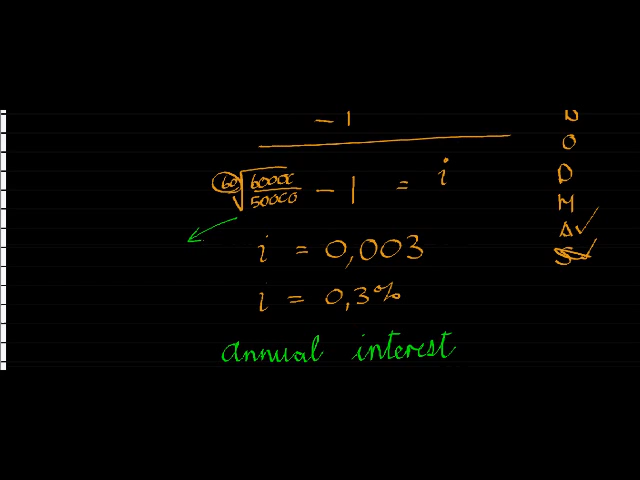 - 1
⁶⁰√(60000/50000) - 1 = i
i = 0,003
i = 0,3%
annual interest
O
D
M
A ✓
S